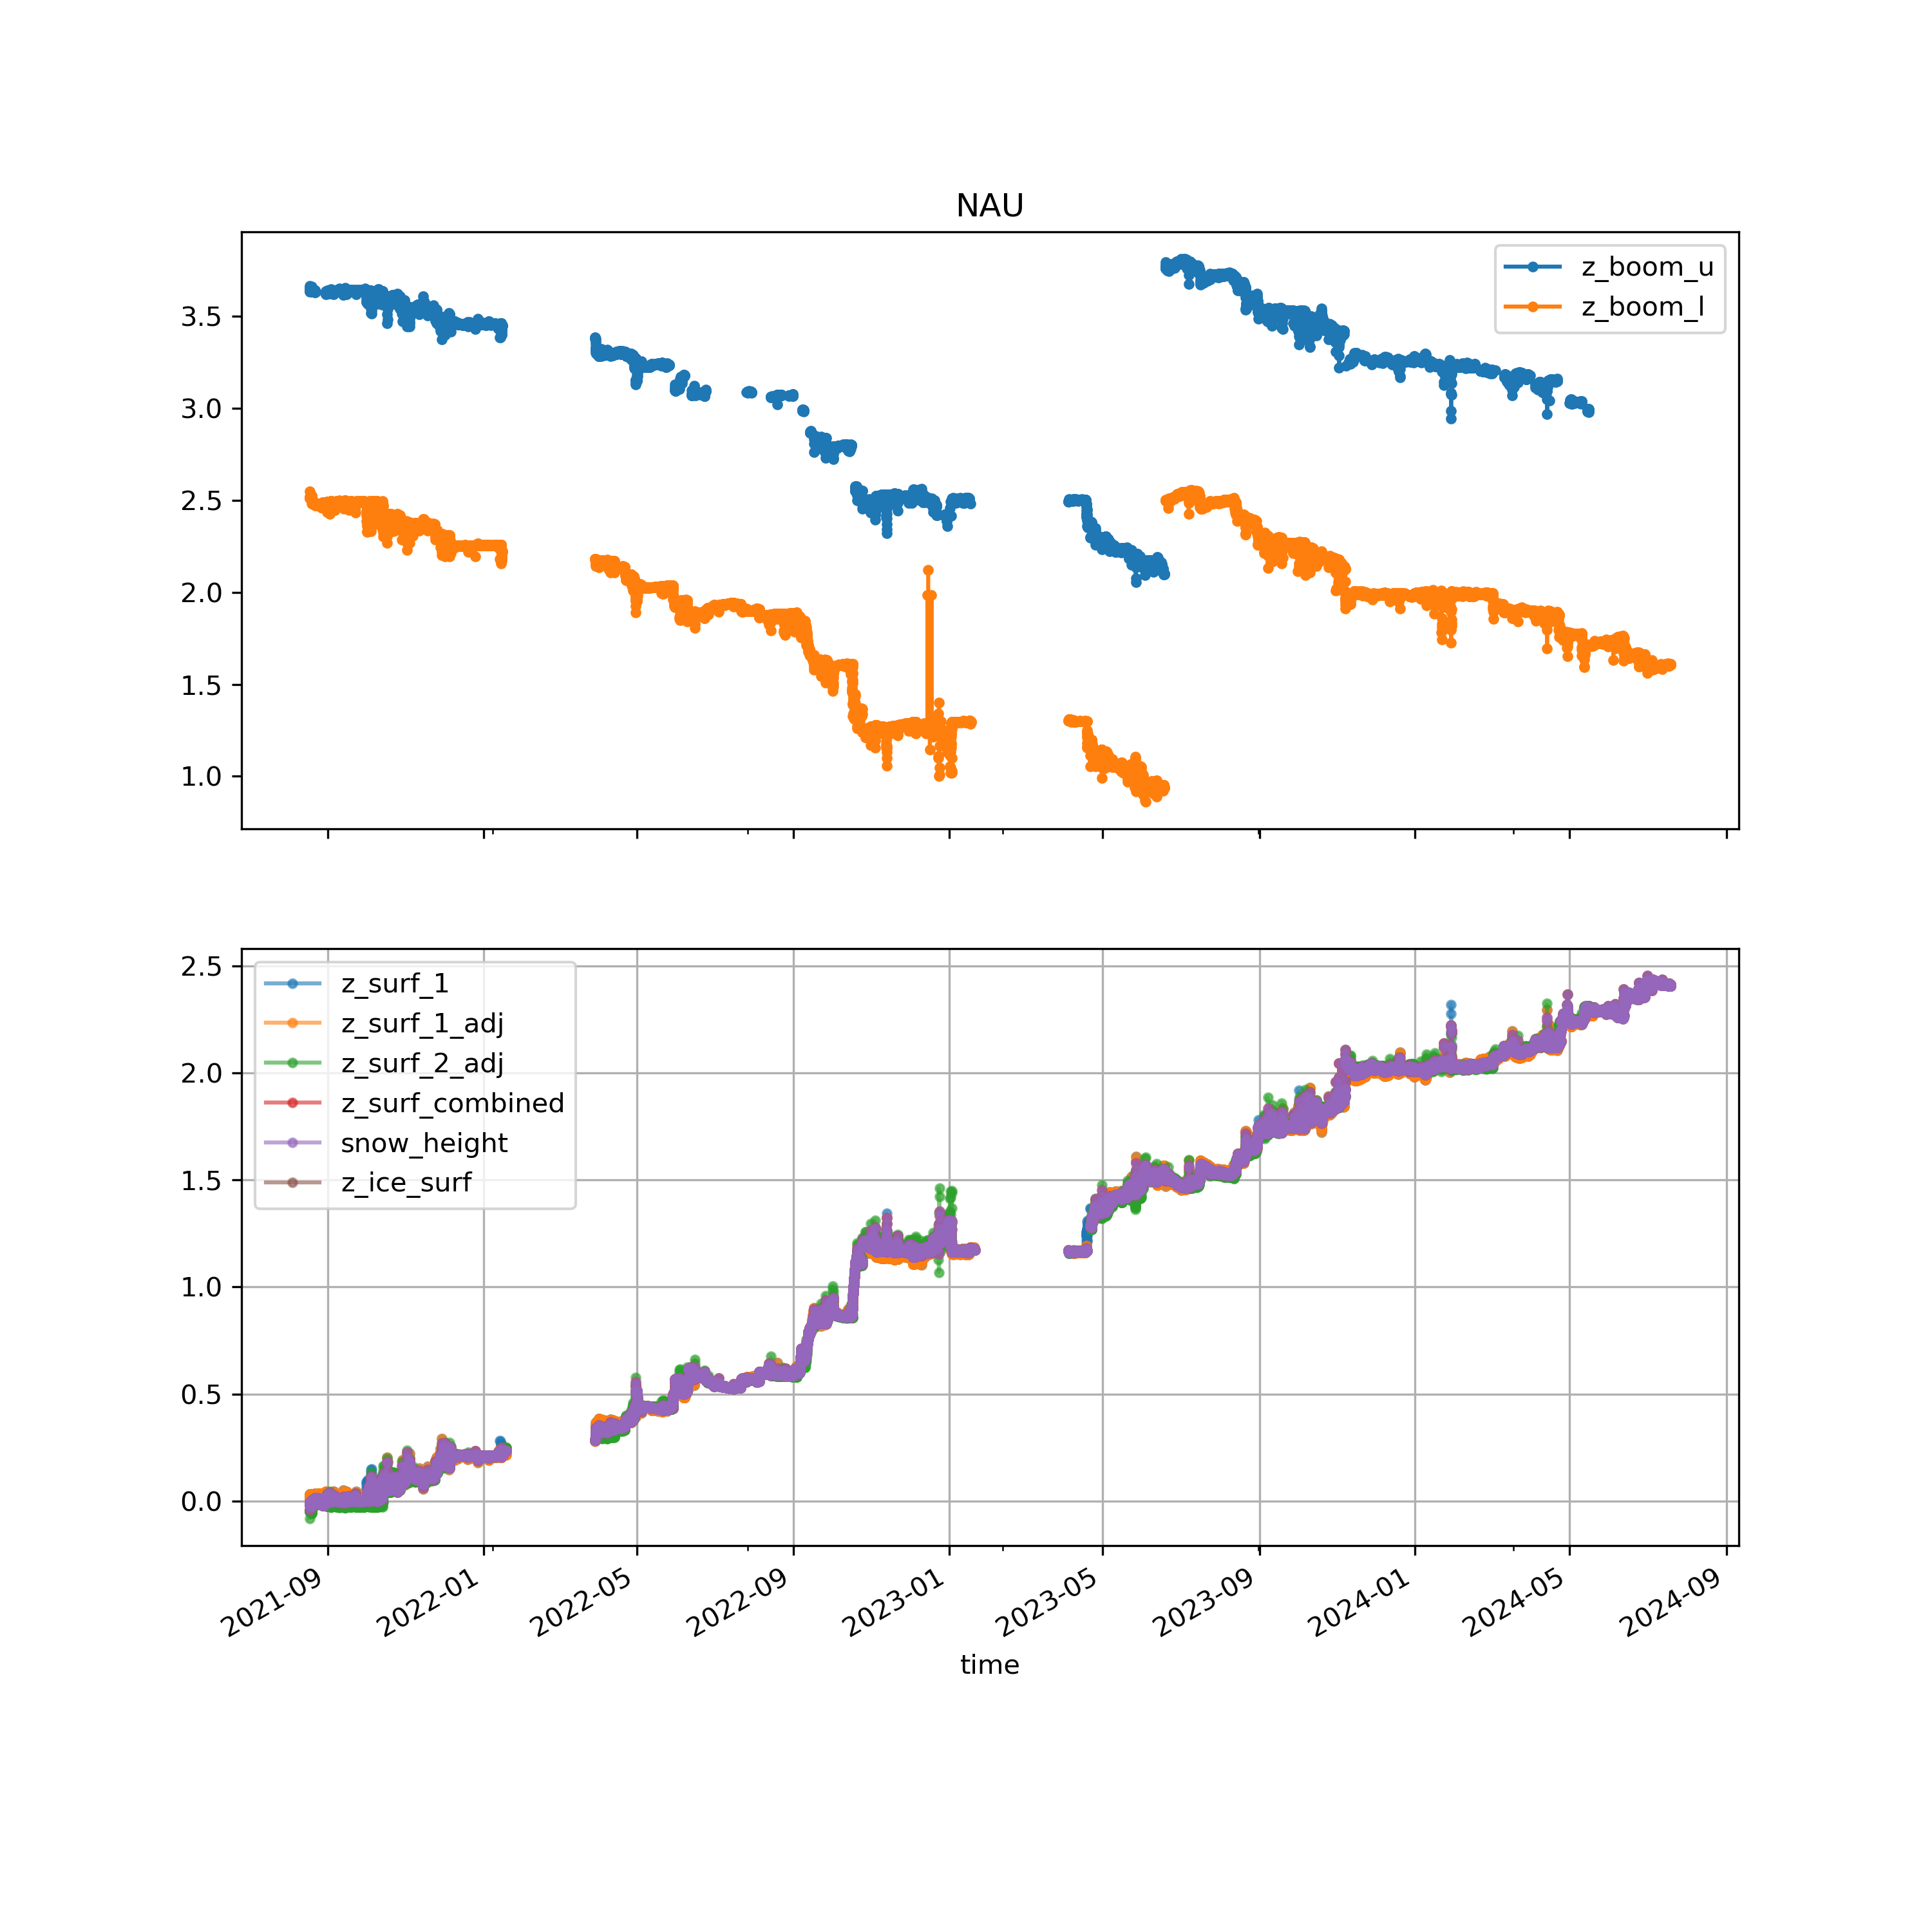 NAU
z_boom_u
z_boom_l
3.5
3.0
2.5
2.0
1.5
1.0
z_surf_1
z_surf_1_adj
z_surf_2_adj
z_surf_combined
snow_height
z_ice_surf
2.5
2.0
1.5
1.0
0.5
0.0
2021-09
2022-01
2022-05
2022-09
2023-01
2023-05
2023-09
2024-01
2024-05
2024-09
time